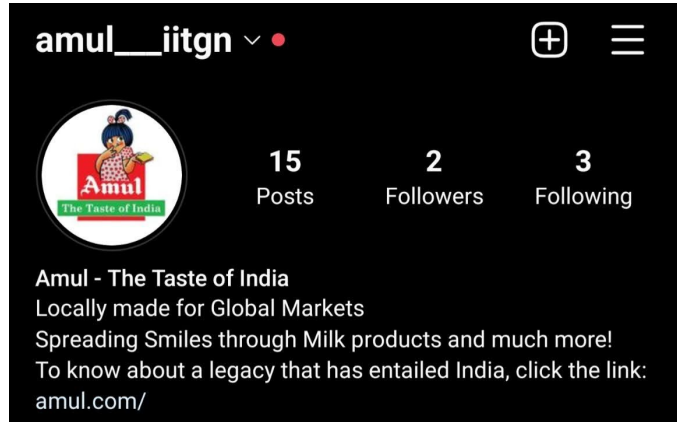 amul___iitgn
15 2 3
Posts Followers Following
Amul
The Taste of India
Amul - The Taste of India
Locally made for Global Markets
Spreading Smiles through Milk products and much more!
To know about a legacy that has entailed India, click the link:
amul.com/